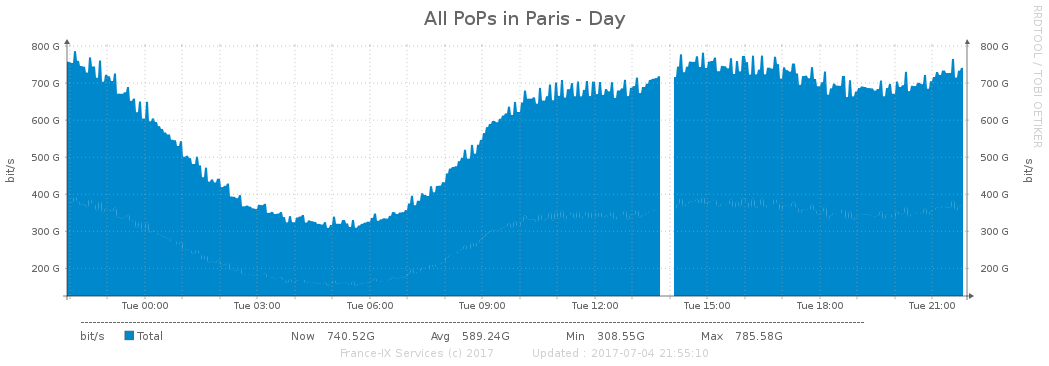 All PoPs in Paris - Day
RRDTOOL / TOBI OETIKER
800 G 800 G
700 G 700 G
600 G 600 G
500 G 500 G
400 G 400 G
300 G 300 G
200 G 200 G
bit/s
bit/s
Tue 00:00 Tue 03:00 Tue 06:00 Tue 09:00 Tue 12:00 Tue 15:00 Tue 18:00 Tue 21:00
bit/s Total Now 740.52G Avg 589.24G Min 308.55G Max 785.58G
France-IX Services (c) 2017 Updated : 2017-07-04 21:55:10